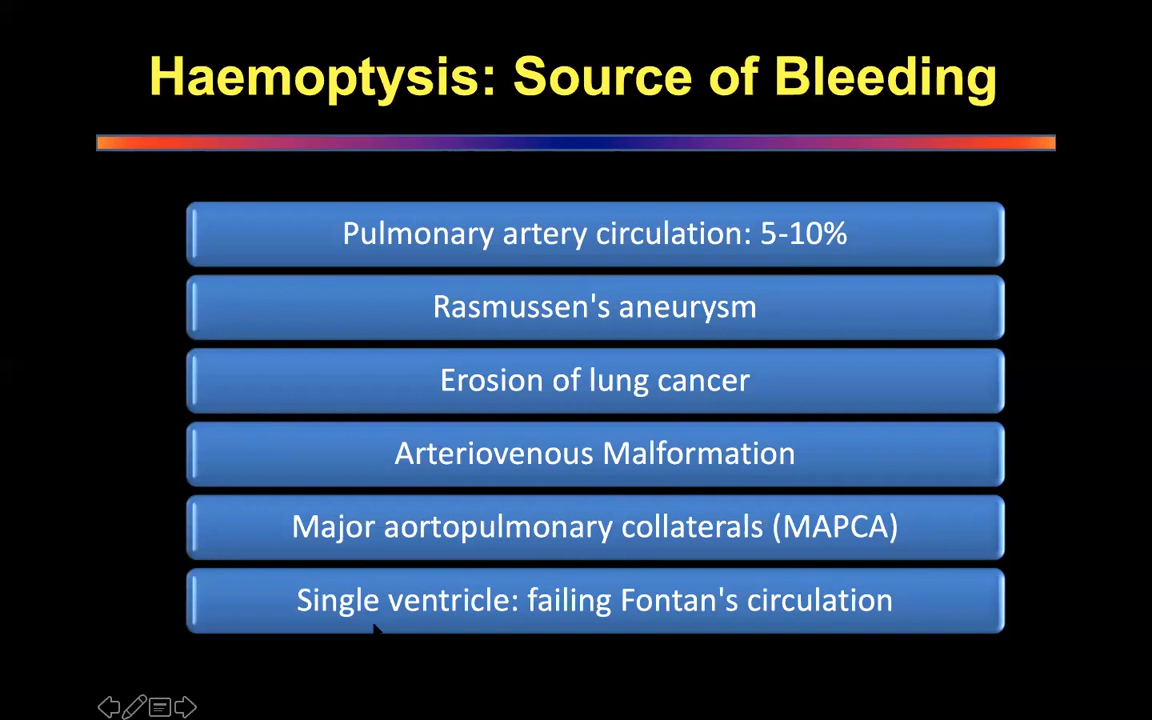 Haemoptysis: Source of Bleeding
Pulmonary artery circulation: 5-10%
Rasmussen's aneurysm
Erosion of lung cancer
Arteriovenous Malformation
Major aortopulmonary collaterals (MAPCA)
Single ventricle: failing Fontan's circulation